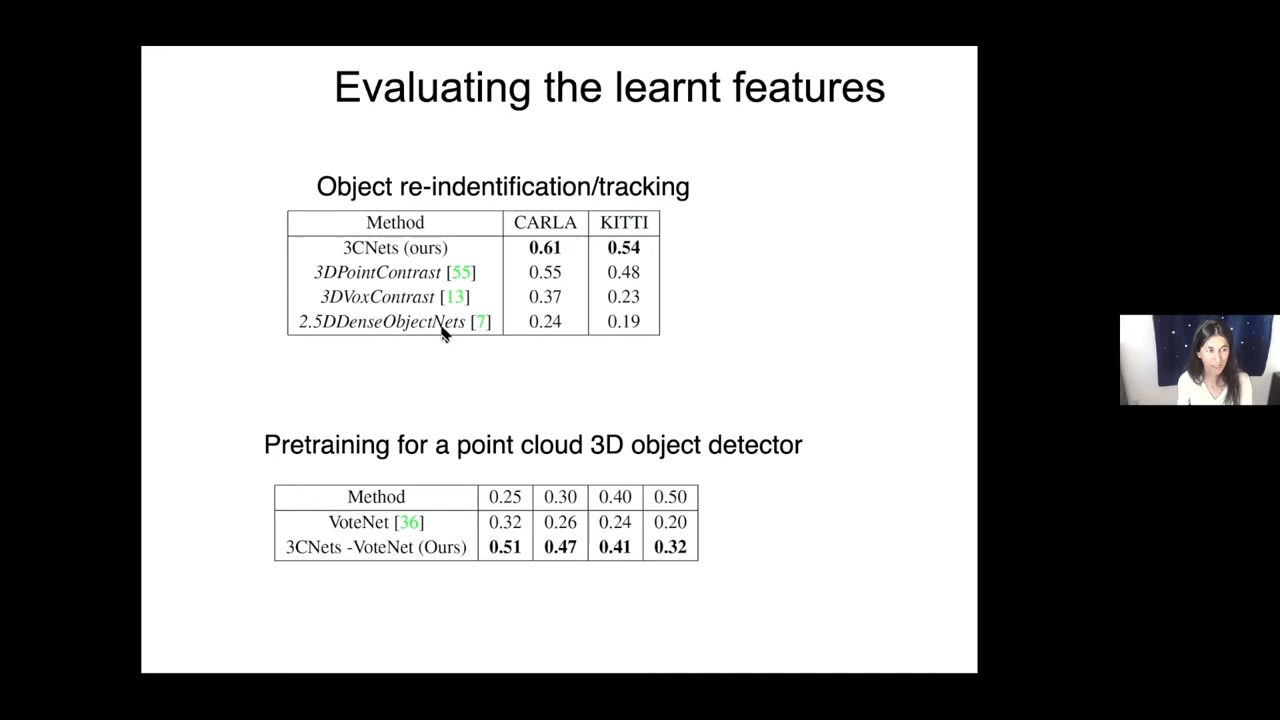 Evaluating the learnt features
Object re-indentification/tracking
Method CARLA KITTI
3CNets (ours) 0.61 0.54
3DPointContrast [55] 0.55 0.48
3DVoxContrast [13] 0.37 0.23
2.5DDenseObjectNets [7] 0.24 0.19
Pretraining for a point cloud 3D object detector
Method 0.25 0.30 0.40 0.50
VoteNet [36] 0.32 0.26 0.24 0.20
3CNets -VoteNet (Ours) 0.51 0.47 0.41 0.32